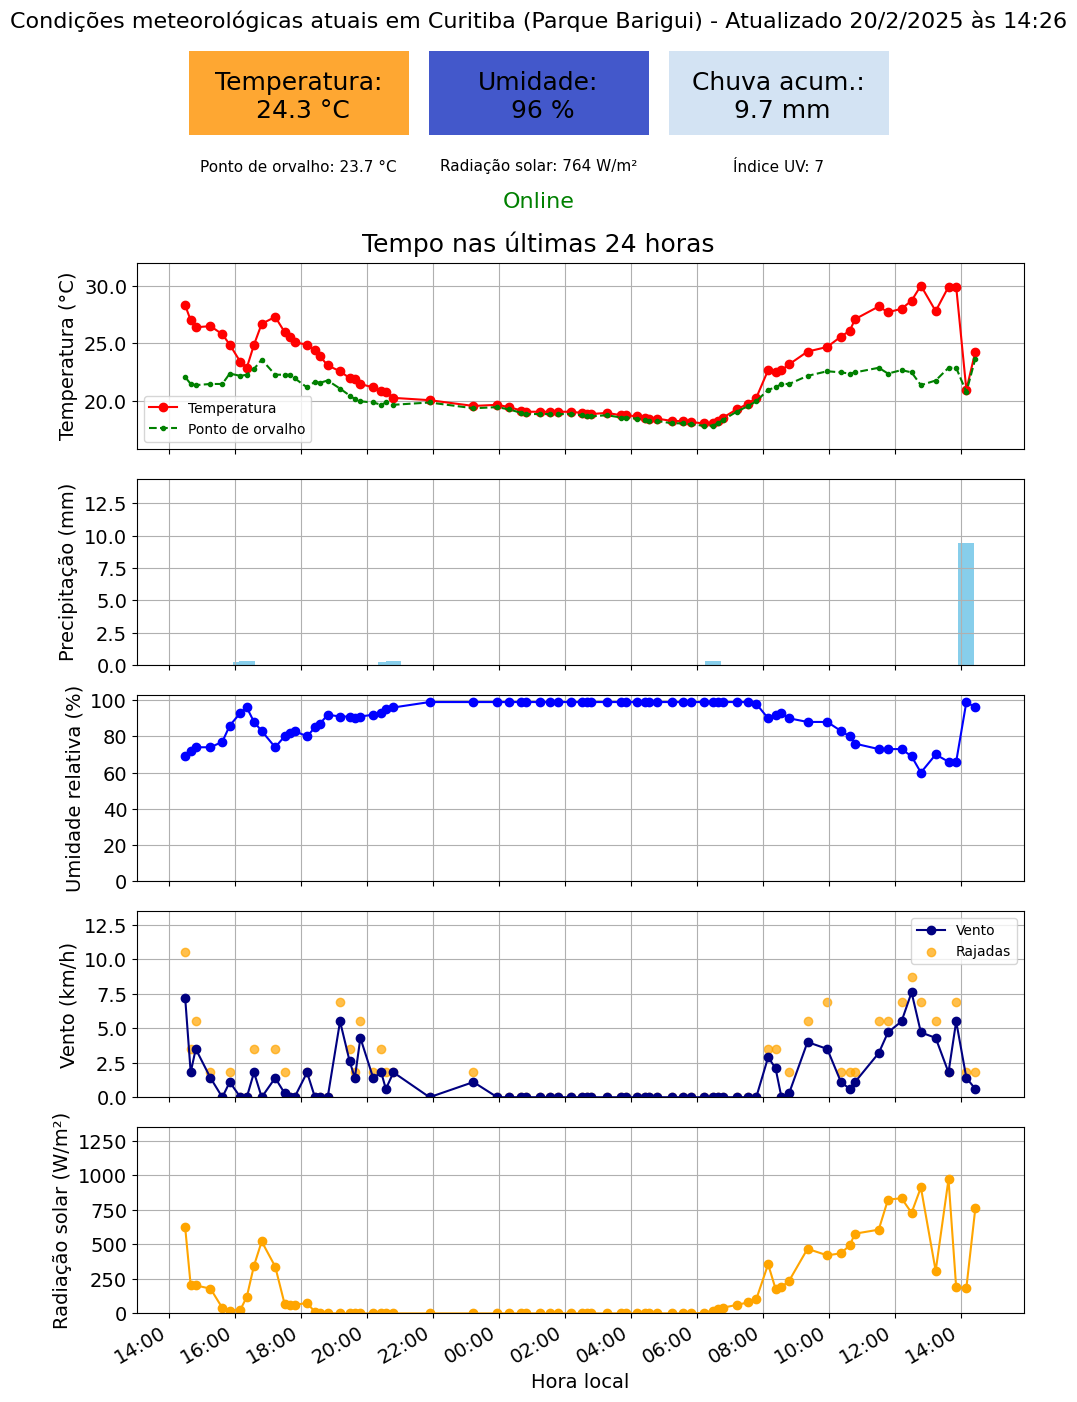 Condições meteorológicas atuais em Curitiba (Parque Barigui) - Atualizado 20/2/2025 às 14:26
Temperatura:
24.3 °C
Umidade:
96 %
Chuva acum.:
9.7 mm
Ponto de orvalho: 23.7 °C
Radiação solar: 764 W/m²
Índice UV: 7
Online
Tempo nas últimas 24 horas
Temperatura (°C)
30.0
25.0
20.0
Temperatura
Ponto de orvalho
Precipitação (mm)
12.5
10.0
7.5
5.0
2.5
0.0
Umidade relativa (%)
100
80
60
40
20
0
Vento (km/h)
12.5
10.0
7.5
5.0
2.5
0.0
Vento
Rajadas
Radiação solar (W/m²)
1250
1000
750
500
250
0
14:00
16:00
18:00
20:00
22:00
00:00
02:00
04:00
06:00
08:00
10:00
12:00
14:00
Hora local